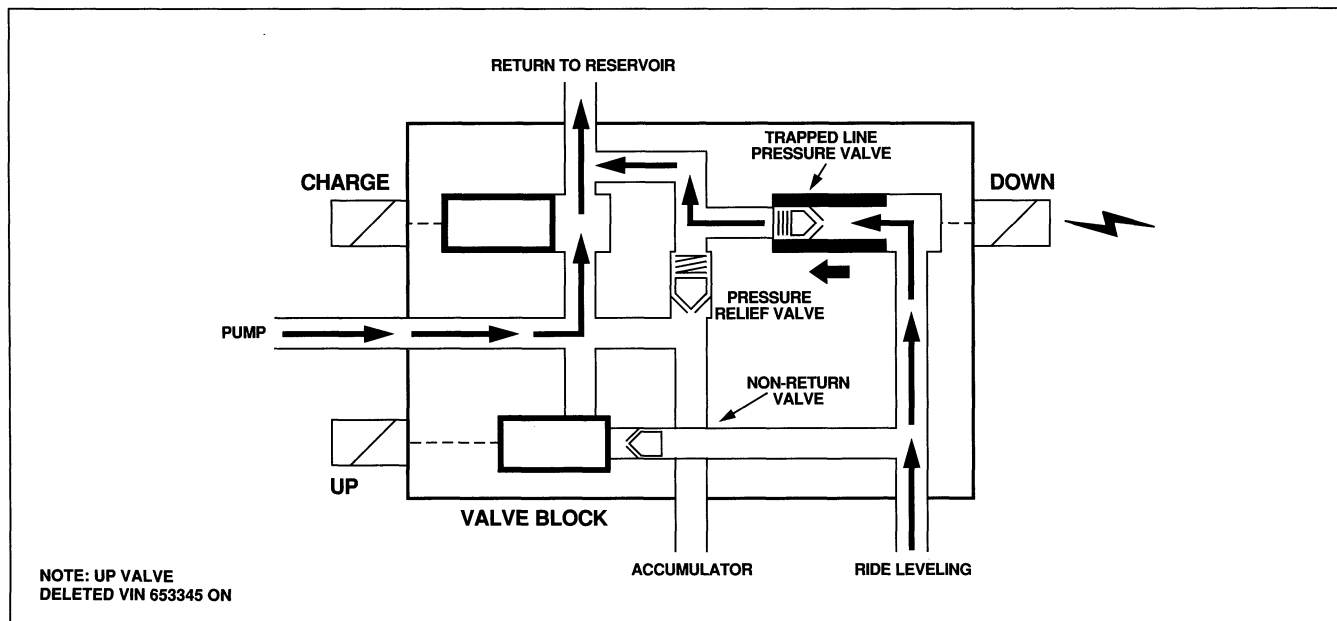 RETURN TO RESERVOIR
TRAPPED LINE
PRESSURE VALVE
CHARGE
DOWN
PRESSURE
RELIEF VALVE
PUMP
NON-RETURN
VALVE
UP
VALVE BLOCK
ACCUMULATOR
RIDE LEVELING
NOTE: UP VALVE
DELETED VIN 653345 ON